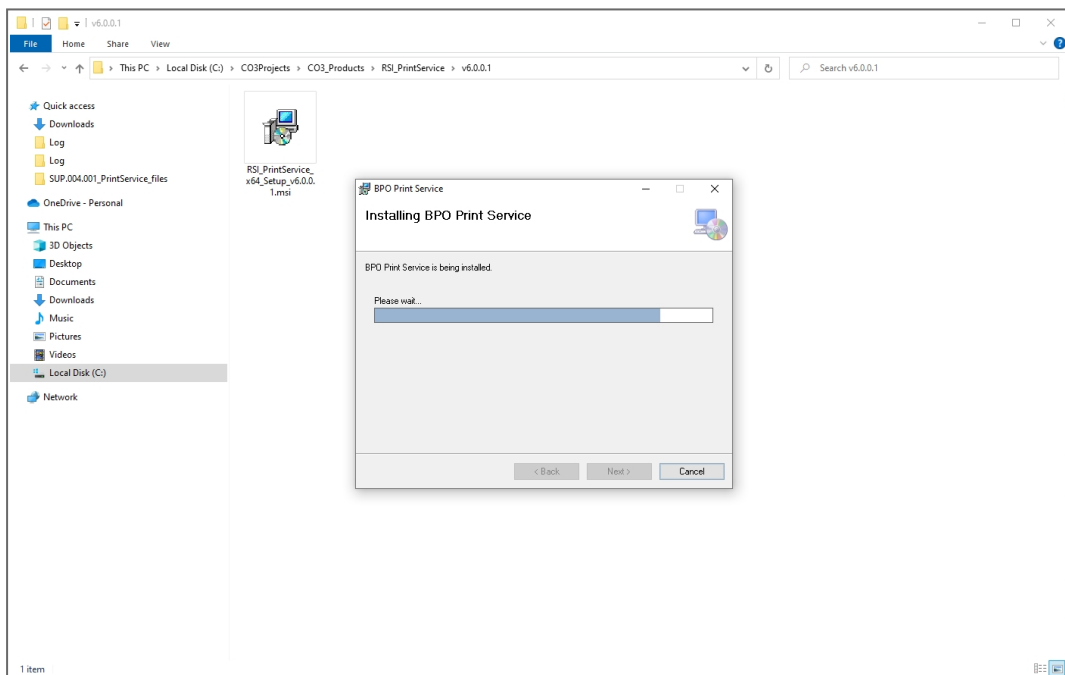 v6.0.0.1
File Home Share View
This PC > Local Disk (C:) > CO3Projects > CO3_Products > RSI_PrintService > v6.0.0.1
Search v6.0.0.1
Quick access
Downloads
Log
Log
SUP.004.001_PrintService_files
OneDrive - Personal
This PC
3D Objects
Desktop
Documents
Downloads
Music
Pictures
Videos
Local Disk (C:)
Network
RSI_PrintService_
x64_Setup_v6.0.0.
1.msi
BPO Print Service
Installing BPO Print Service
BPO Print Service is being installed.
Please wait...
< Back Next > Cancel
1 item